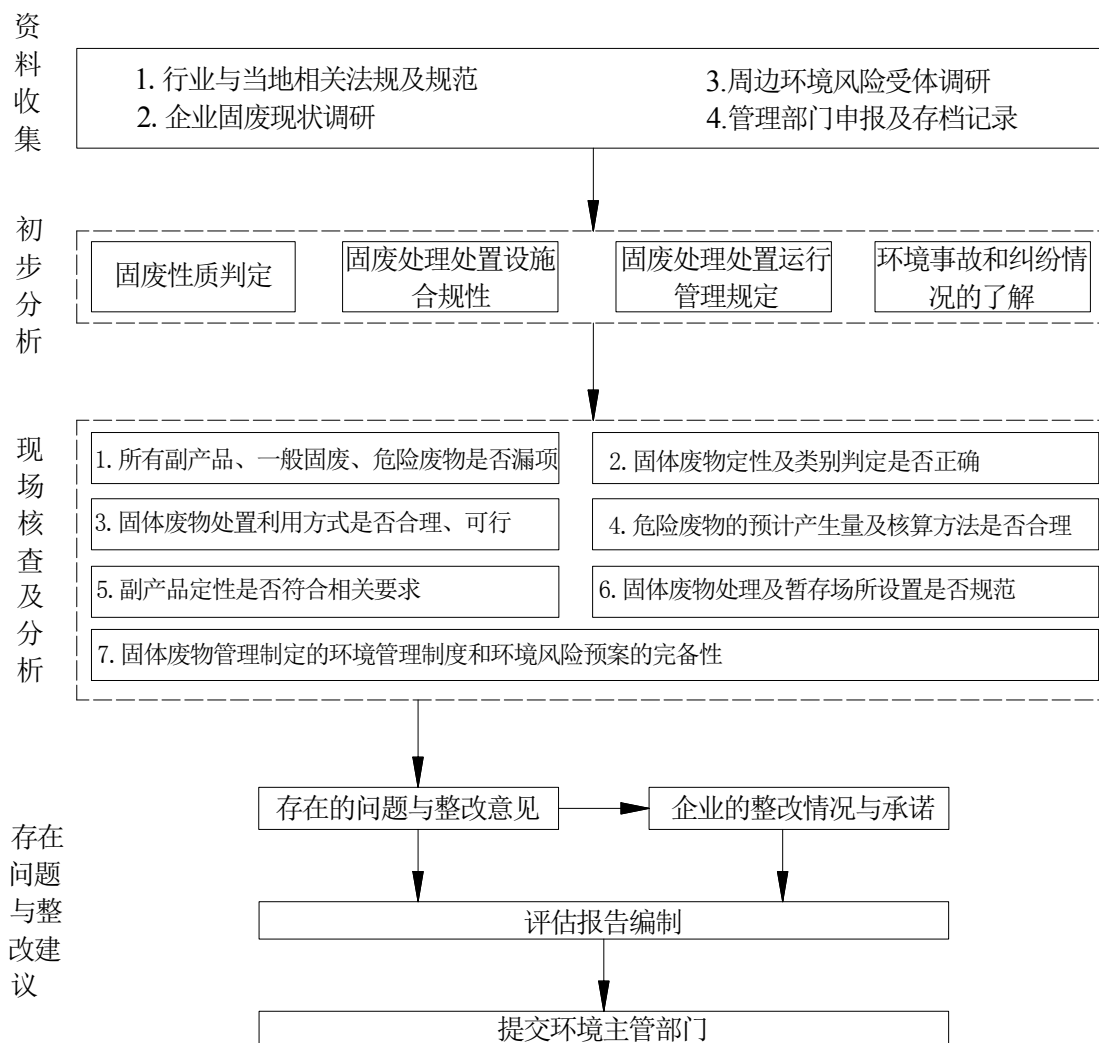 资
料
收
集
1. 行业与当地相关法规及规范
2. 企业固废现状调研
3.周边环境风险受体调研
4.管理部门申报及存档记录
初
步
分
析
固废性质判定
固废处理处置设施
合规性
固废处理处置运行
管理规定
环境事故和纠纷情
况的了解
现
场
核
查
及
分
析
1. 所有副产品、一般固废、危险废物是否漏项
2. 固体废物定性及类别判定是否正确
3. 固体废物处置利用方式是否合理、可行
4. 危险废物的预计产生量及核算方法是否合理
5. 副产品定性是否符合相关要求
6. 固体废物处理及暂存场所设置是否规范
7. 固体废物管理制定的环境管理制度和环境风险预案的完备性
存在
问题
与整
改建
议
存在的问题与整改意见
企业的整改情况与承诺
评估报告编制
提交环境主管部门